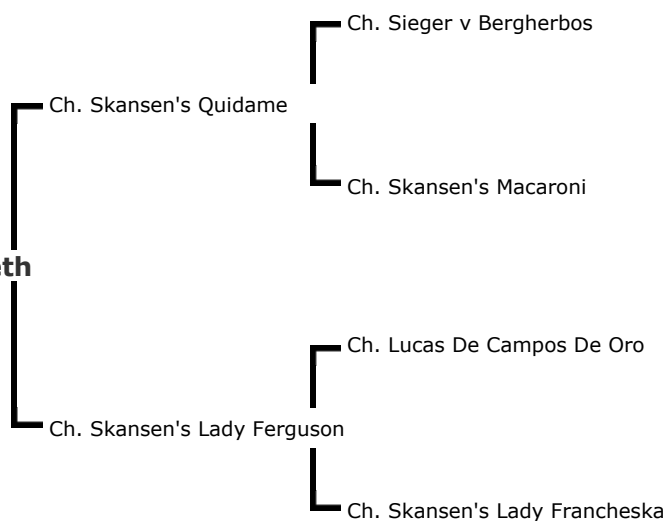 Ch. Sieger v Bergherbos
Ch. Skansen's Quidame
Ch. Skansen's Macaroni
Ch. Lucas De Campos De Oro
Ch. Skansen's Lady Ferguson
Ch. Skansen's Lady Francheska